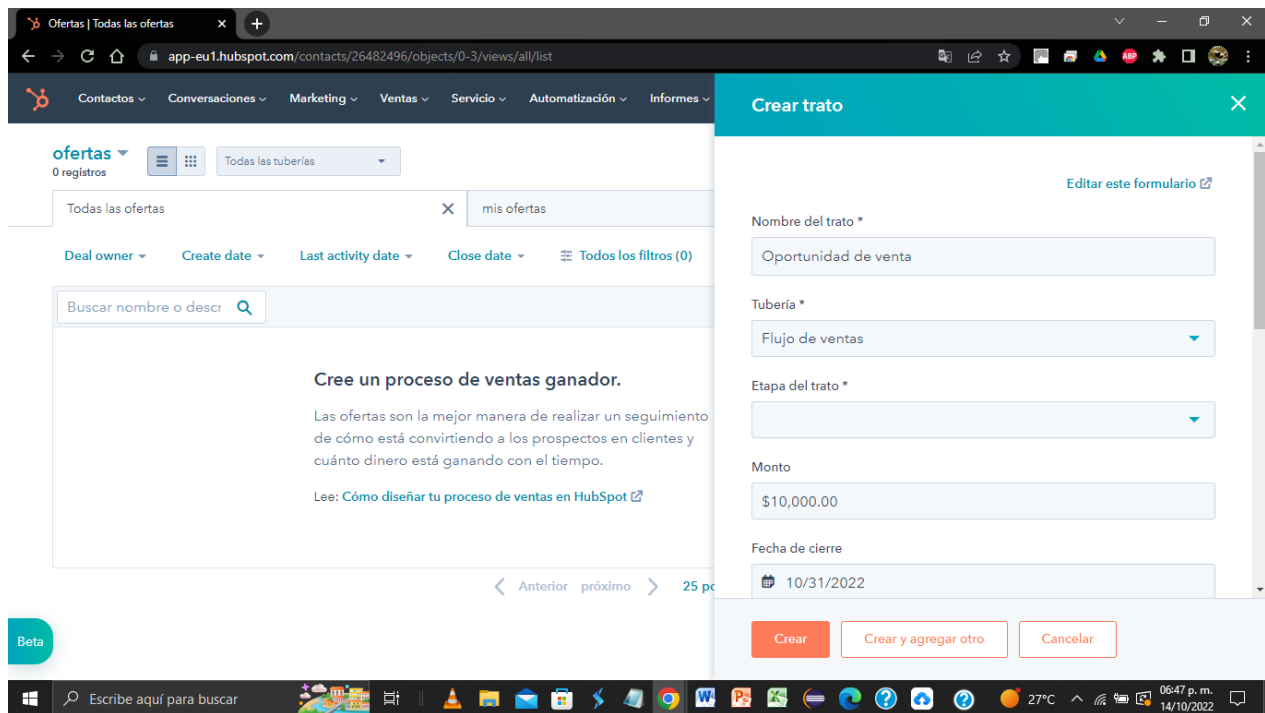 Ofertas | Todas las ofertas
app-eu1.hubspot.com/contacts/26482496/objects/0-3/views/all/list
ABP
Contactos
Conversaciones
Marketing
Ventas
Servicio
Automatización
Informes
Crear trato
ofertas
0 registros
Todas las tuberías
Todas las ofertas
mis ofertas
Deal owner
Create date
Last activity date
Close date
Todos los filtros (0)
Buscar nombre o descr
Cree un proceso de ventas ganador.
Las ofertas son la mejor manera de realizar un seguimiento
de cómo está convirtiendo a los prospectos en clientes y
cuánto dinero está ganando con el tiempo.
Lee: Cómo diseñar tu proceso de ventas en HubSpot
Anterior
próximo
25 po
Editar este formulario
Nombre del trato *
Oportunidad de venta
Tubería *
Flujo de ventas
Etapa del trato *
Monto
$10,000.00
Fecha de cierre
10/31/2022
Crear
Crear y agregar otro
Cancelar
Beta
Escribe aquí para buscar
27°C
06:47 p. m.
14/10/2022